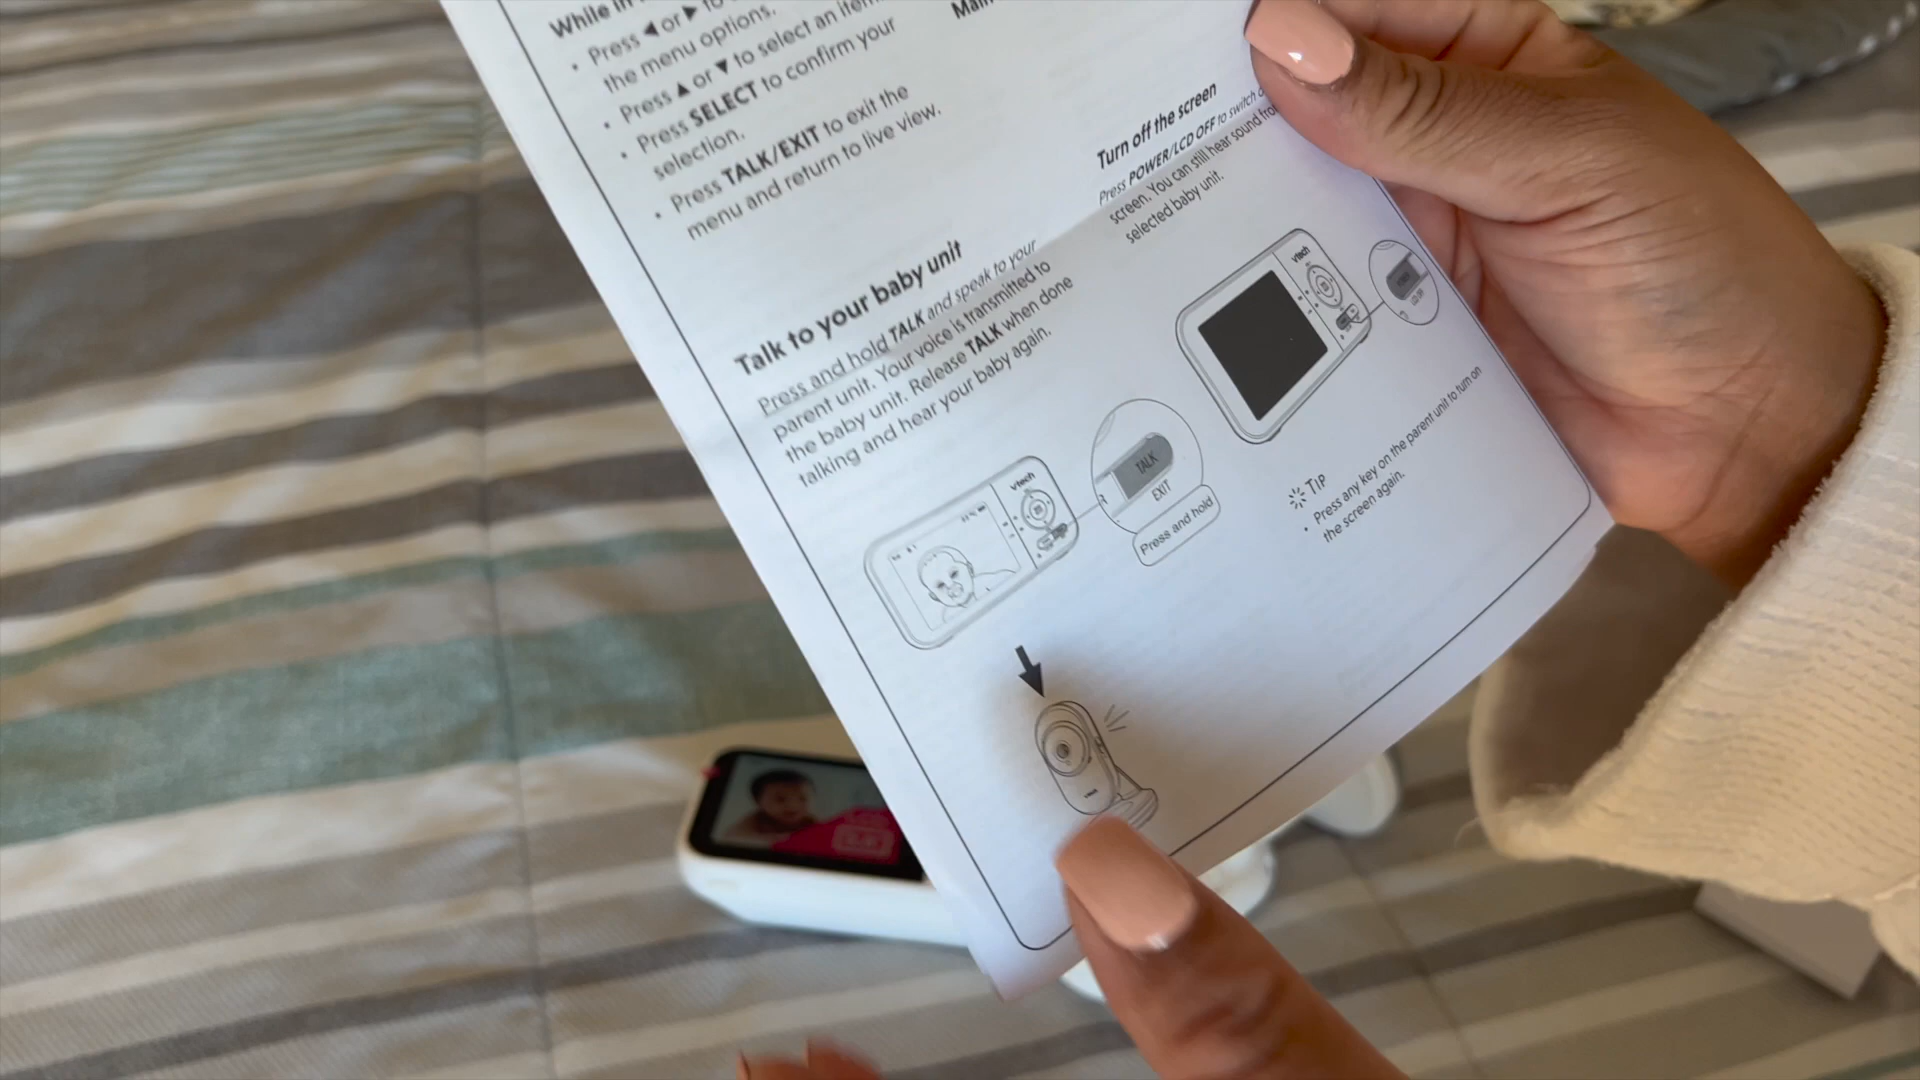 While in
• Press ◄ or ► to
the menu options.
• Press ▲ or ▼ to select an item
• Press SELECT to confirm your
selection.
• Press TALK/EXIT to exit the
menu and return to live view.
Talk to your baby unit
Press and hold TALK and speak to your
parent unit. Your voice is transmitted to
the baby unit. Release TALK when done
talking and hear your baby again.
vtech
TALK
EXIT
Press and hold
Turn off the screen
Press POWER/LCD OFF to switch
screen. You can still hear sound
selected baby unit.
vtech
TIP
• Press any key on the parent unit to turn on
the screen again.